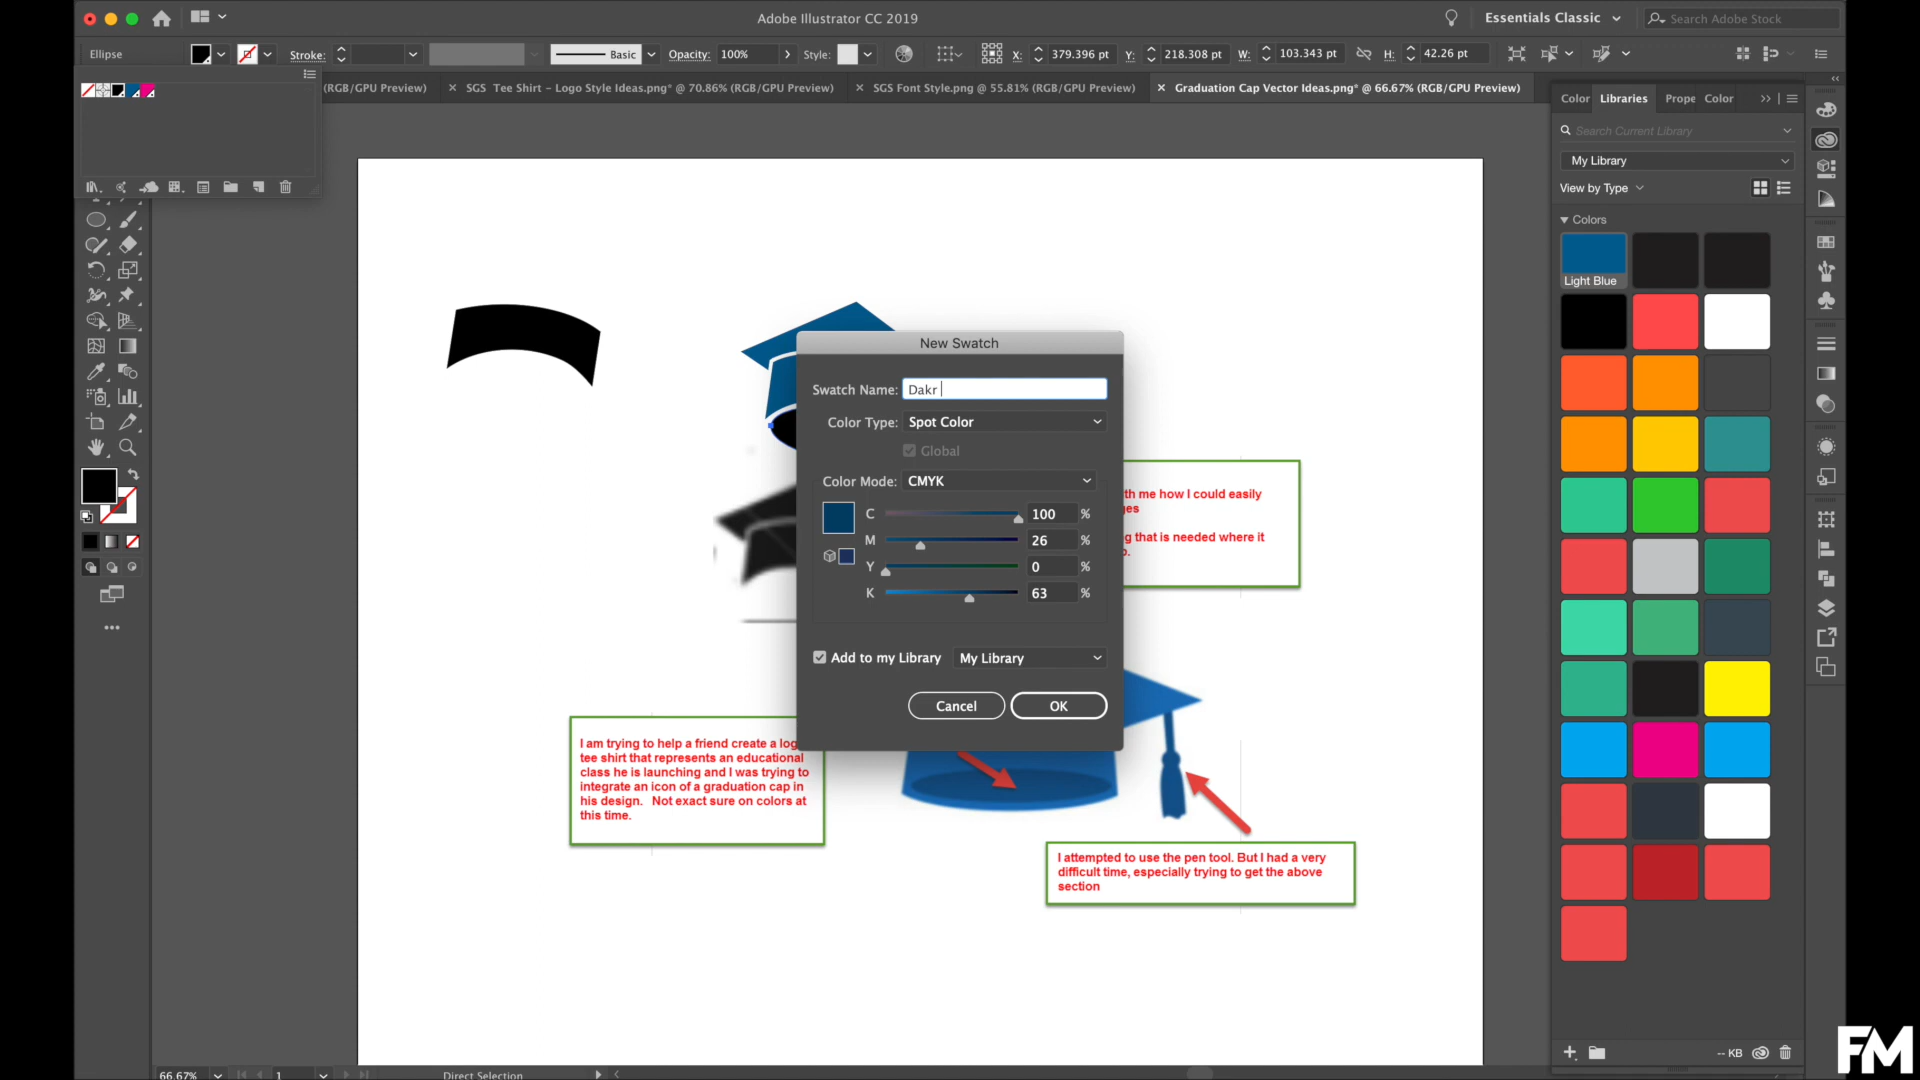 Adobe Illustrator CC 2019
Essentials Classic
Search Adobe Stock
Ellipse
Stroke:
Basic
Opacity: 100%
Style:
X: 379.396 pt
Y: 218.308 pt
W: 103.343 pt
H: 42.26 pt
(RGB/GPU Preview)
SGS Tee Shirt - Logo Style Ideas.png* @ 70.86% (RGB/GPU Preview)
SGS Font Style.png @ 55.81% (RGB/GPU Preview)
Graduation Cap Vector Ideas.png* @ 66.67% (RGB/GPU Preview)
Color
Libraries
Prope
Color
Search Current Library
My Library
View by Type
Colors
Light Blue
New Swatch
Swatch Name: Dakr
Color Type: Spot Color
Global
Color Mode: CMYK
C 100 %
M 26 %
Y 0 %
K 63 %
Add to my Library
My Library
Cancel
OK
th me how I could easily
ges
g that is needed where it
o.
I am trying to help a friend create a log
tee shirt that represents an educational
class he is launching and I was trying to
integrate an icon of a graduation cap in
his design. Not exact sure on colors at
this time.
I attempted to use the pen tool. But I had a very
difficult time, especially trying to get the above
section
66.67%
1
Direct Selection
-- KB
FM